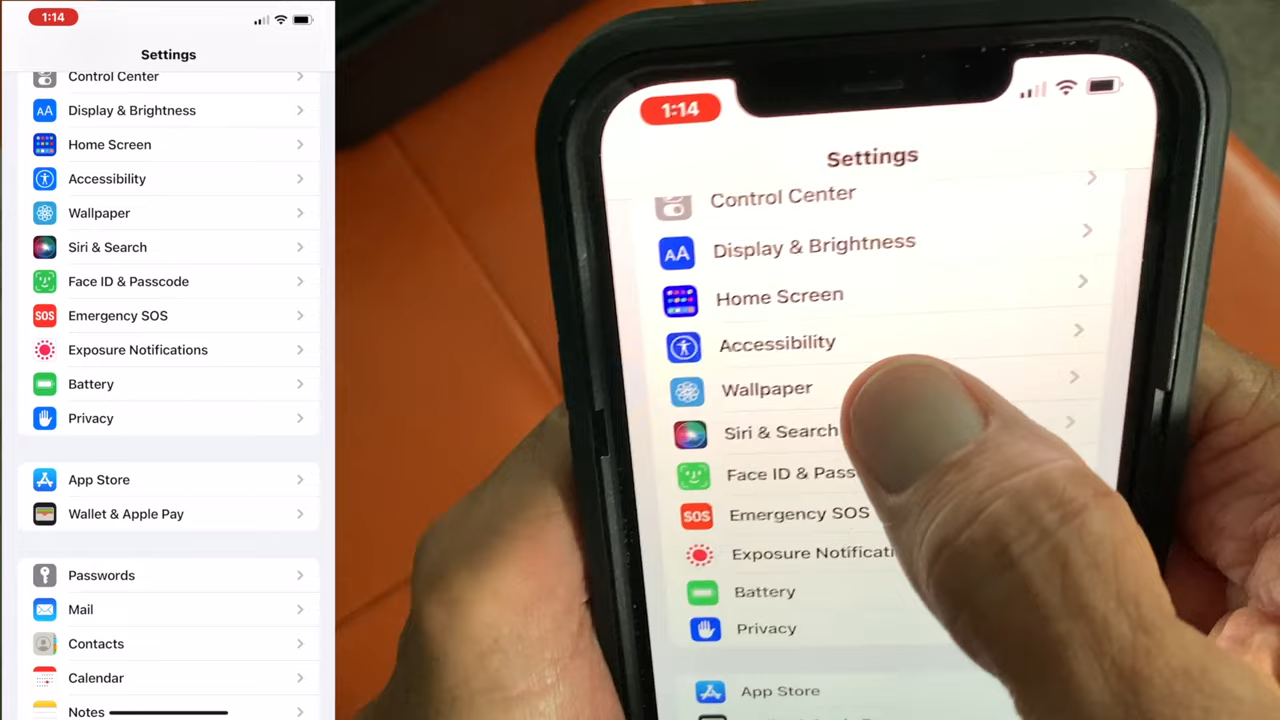 1:14
Settings
Control Center
AA Display & Brightness
Home Screen
Accessibility
Wallpaper
Siri & Search
Face ID & Passcode
SOS Emergency SOS
Exposure Notifications
Battery
Privacy
App Store
Wallet & Apple Pay
Passwords
Mail
Contacts
Calendar
Notes
1:14
Settings
Control Center
AA Display & Brightness
Home Screen
Accessibility
Wallpaper
Siri & Search
Face ID & Pass
SOS Emergency SOS
Exposure Notificati
Battery
Privacy
App Store